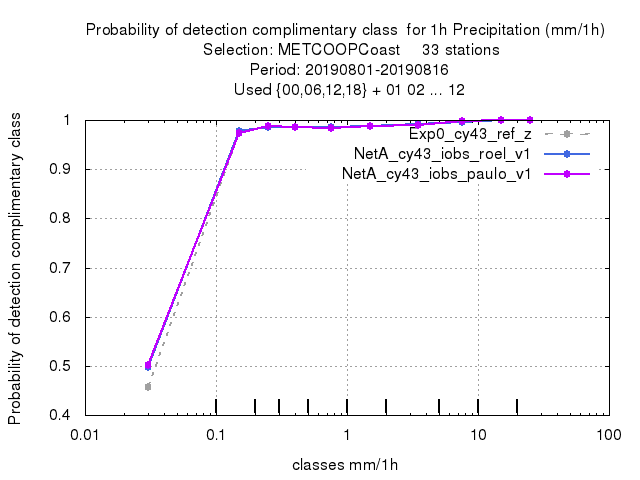 Probability of detection complimentary class  for 1h Precipitation (mm/1h)
Selection: METCOOPCoast     33 stations
Period: 20190801-20190816
Used {00,06,12,18} + 01 02 ... 12
Probability of detection complimentary class
1
0.9
0.8
0.7
0.6
0.5
0.4
Exp0_cy43_ref_z
NetA_cy43_iobs_roel_v1
NetA_cy43_iobs_paulo_v1
0.01
0.1
1
10
100
classes mm/1h